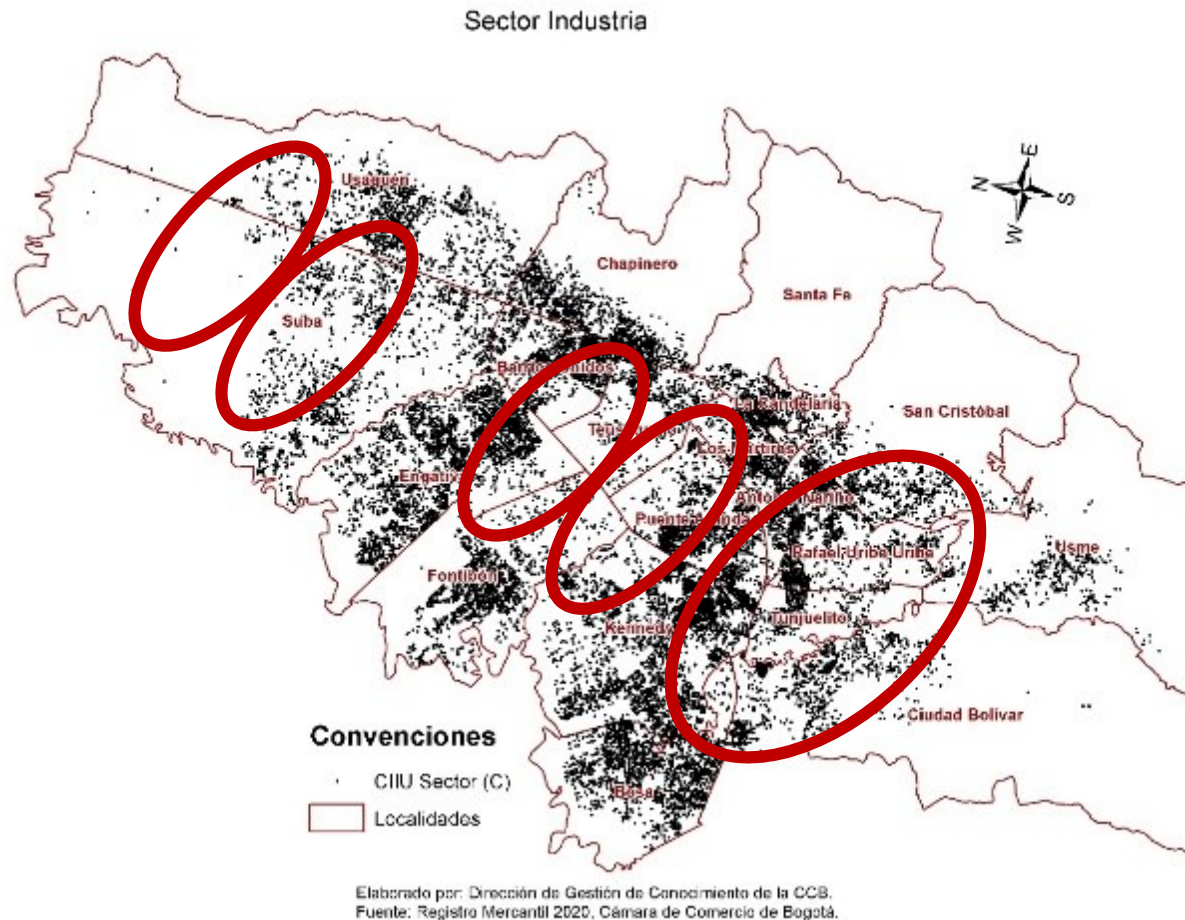 Sector Industria
Usaquén
N
E
S
W
Chapinero
Santa Fe
Suba
Barrios Unidos
La Candelaria
San Cristóbal
Los Mártires
Engativ
Antonio Nariño
Puente Aranda
Rafael Uribe Uribe
Usme
Fontibón
Tunjuelito
Kennedy
Ciudad Bolívar
Convenciones
CIIU Sector (C)
Bosa
Localidades
Elaborado por: Dirección de Gestión de Conocimiento de la CCB.
Fuente: Registro Mercantil 2020, Cámara de Comercio de Bogotá.